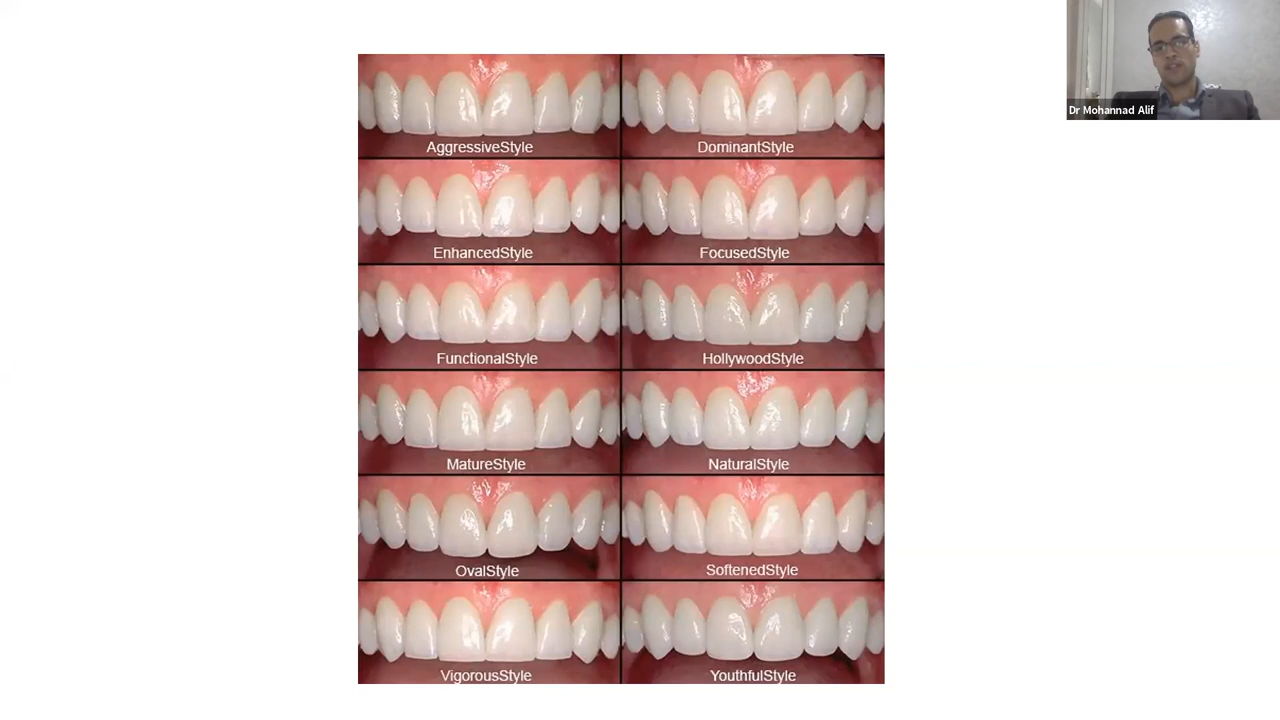 Dr Mohannad Alif
AggressiveStyle
DominantStyle
EnhancedStyle
FocusedStyle
FunctionalStyle
HollywoodStyle
MatureStyle
NaturalStyle
OvalStyle
SoftenedStyle
VigorousStyle
YouthfulStyle